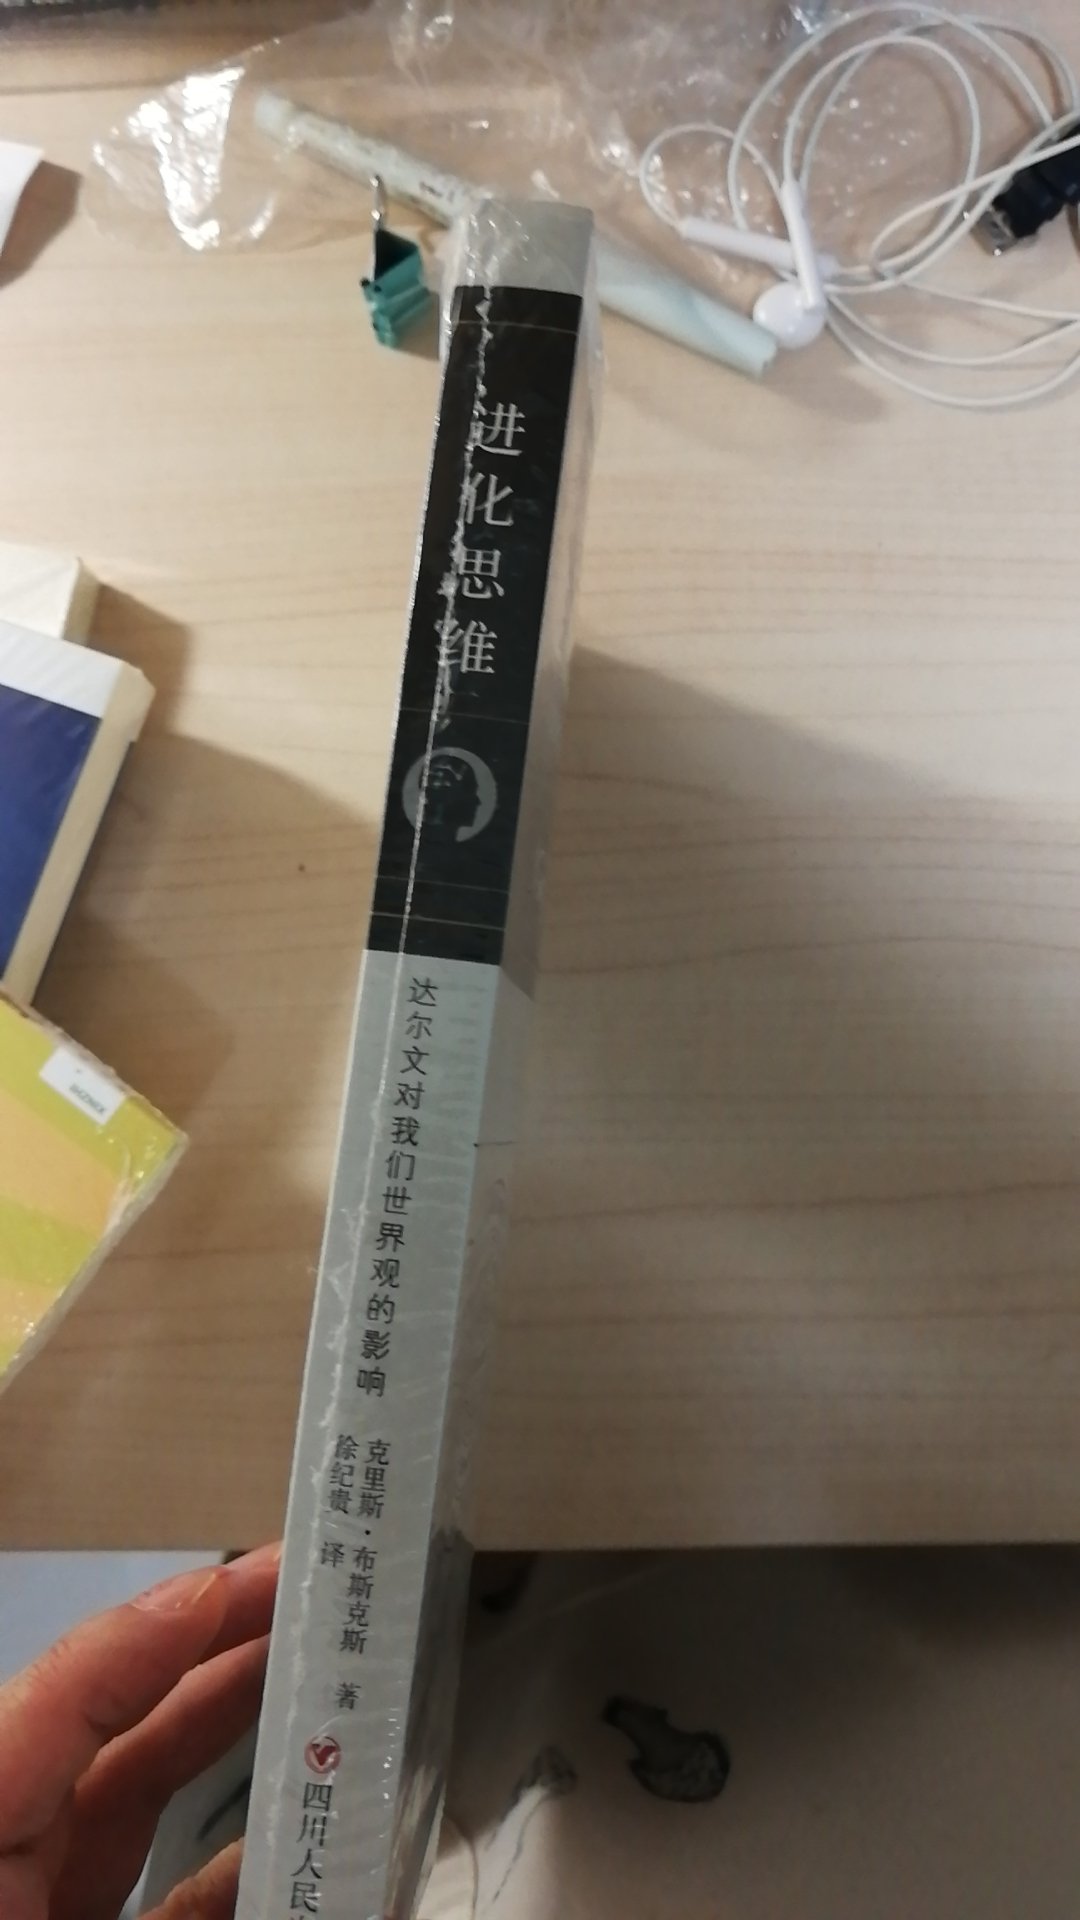 进化思维
达尔文对我们世界观的影响
克里斯·布斯克斯 著
徐纪贵 译
四川人民